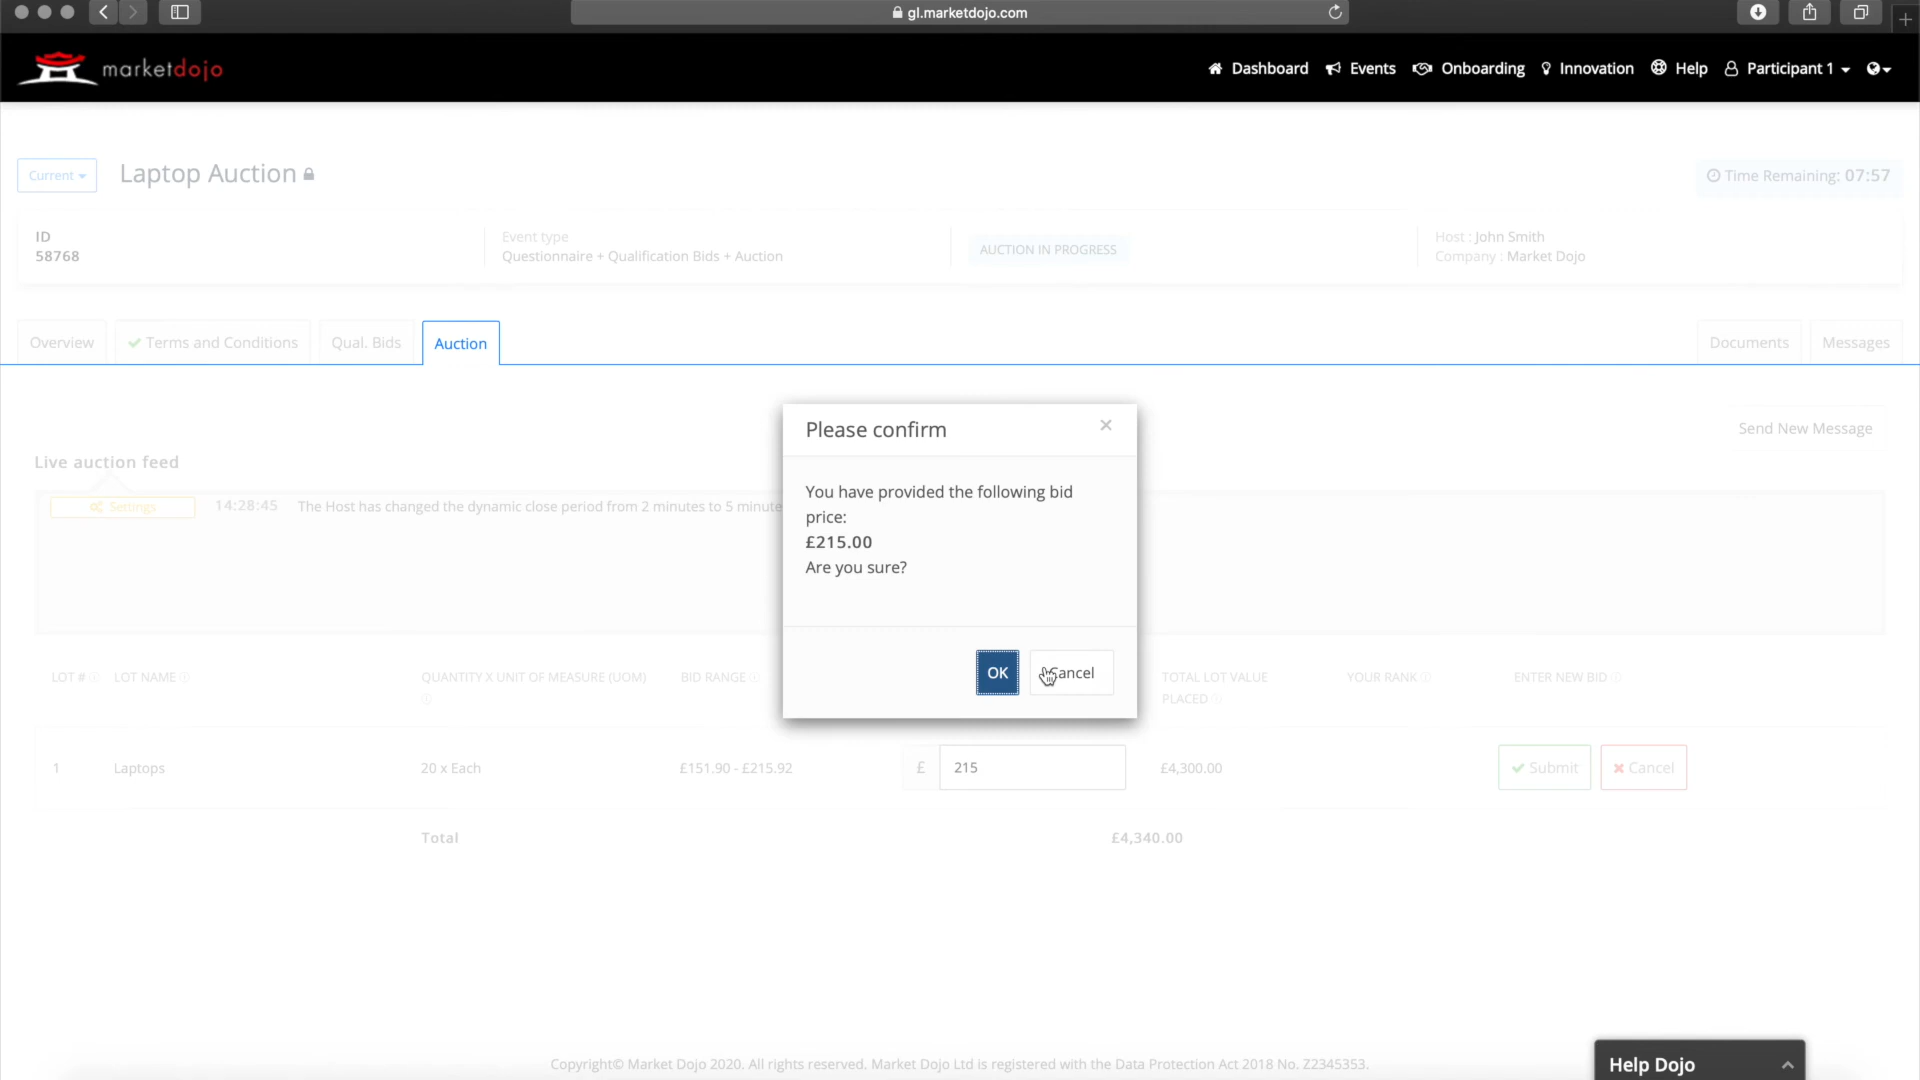 gl.marketdojo.com
marketdojo
Dashboard Events Onboarding Innovation Help Participant 1
Current
Laptop Auction
Time Remaining: 07:57
ID
58768
Event type
Questionnaire + Qualification Bids + Auction
AUCTION IN PROGRESS
Host : John Smith
Company : Market Dojo
Overview
Terms and Conditions
Qual. Bids
Auction
Documents
Messages
Send New Message
Live auction feed
Settings
14:28:45 The Host has changed the dynamic close period from 2 minutes to 5 minute
Please confirm
×
You have provided the following bid
price:
£215.00
Are you sure?
OK
Cancel
LOT #
LOT NAME
QUANTITY X UNIT OF MEASURE (UOM)
BID RANGE
TOTAL LOT VALUE
PLACED
YOUR RANK
ENTER NEW BID
1
Laptops
20 x Each
£151.90 - £215.92
£
215
£4,300.00
Submit
Cancel
Total
£4,340.00
Copyright© Market Dojo 2020. All rights reserved. Market Dojo Ltd is registered with the Data Protection Act 2018 No. Z2345353.
Help Dojo